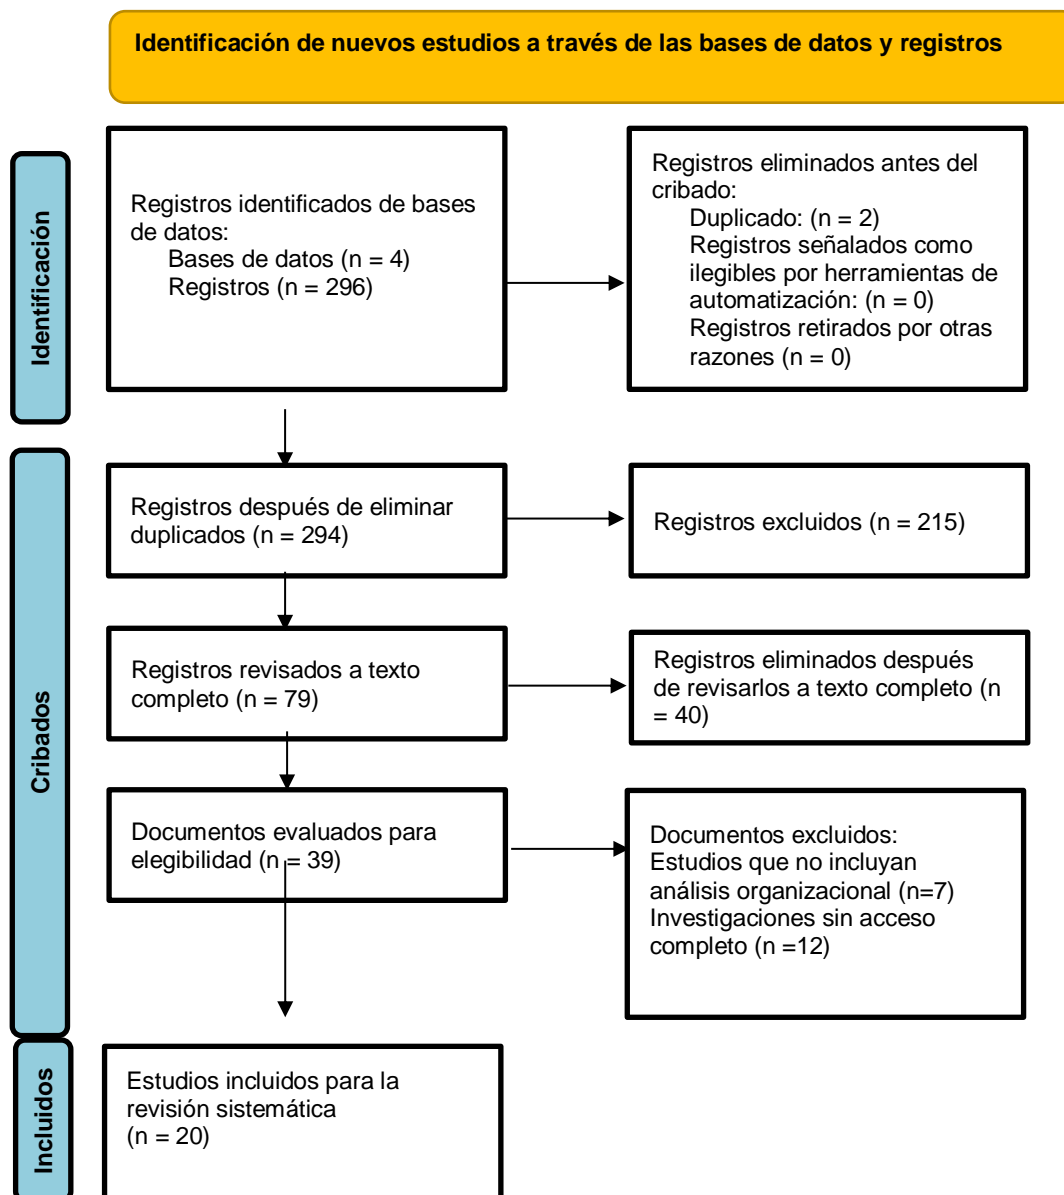 Identificación de nuevos estudios a través de las bases de datos y registros
Identificación
Registros identificados de bases
de datos:
Bases de datos (n = 4)
Registros (n = 296)
Registros eliminados antes del
cribado:
Duplicado: (n = 2)
Registros señalados como
ilegibles por herramientas de
automatización: (n = 0)
Registros retirados por otras
razones (n = 0)
Cribados
Registros después de eliminar
duplicados (n = 294)
Registros excluidos (n = 215)
Registros revisados a texto
completo (n = 79)
Registros eliminados después
de revisarlos a texto completo (n
= 40)
Documentos evaluados para
elegibilidad (n = 39)
Documentos excluidos:
Estudios que no incluyan
análisis organizacional (n=7)
Investigaciones sin acceso
completo (n =12)
Incluidos
Estudios incluidos para la
revisión sistemática
(n = 20)